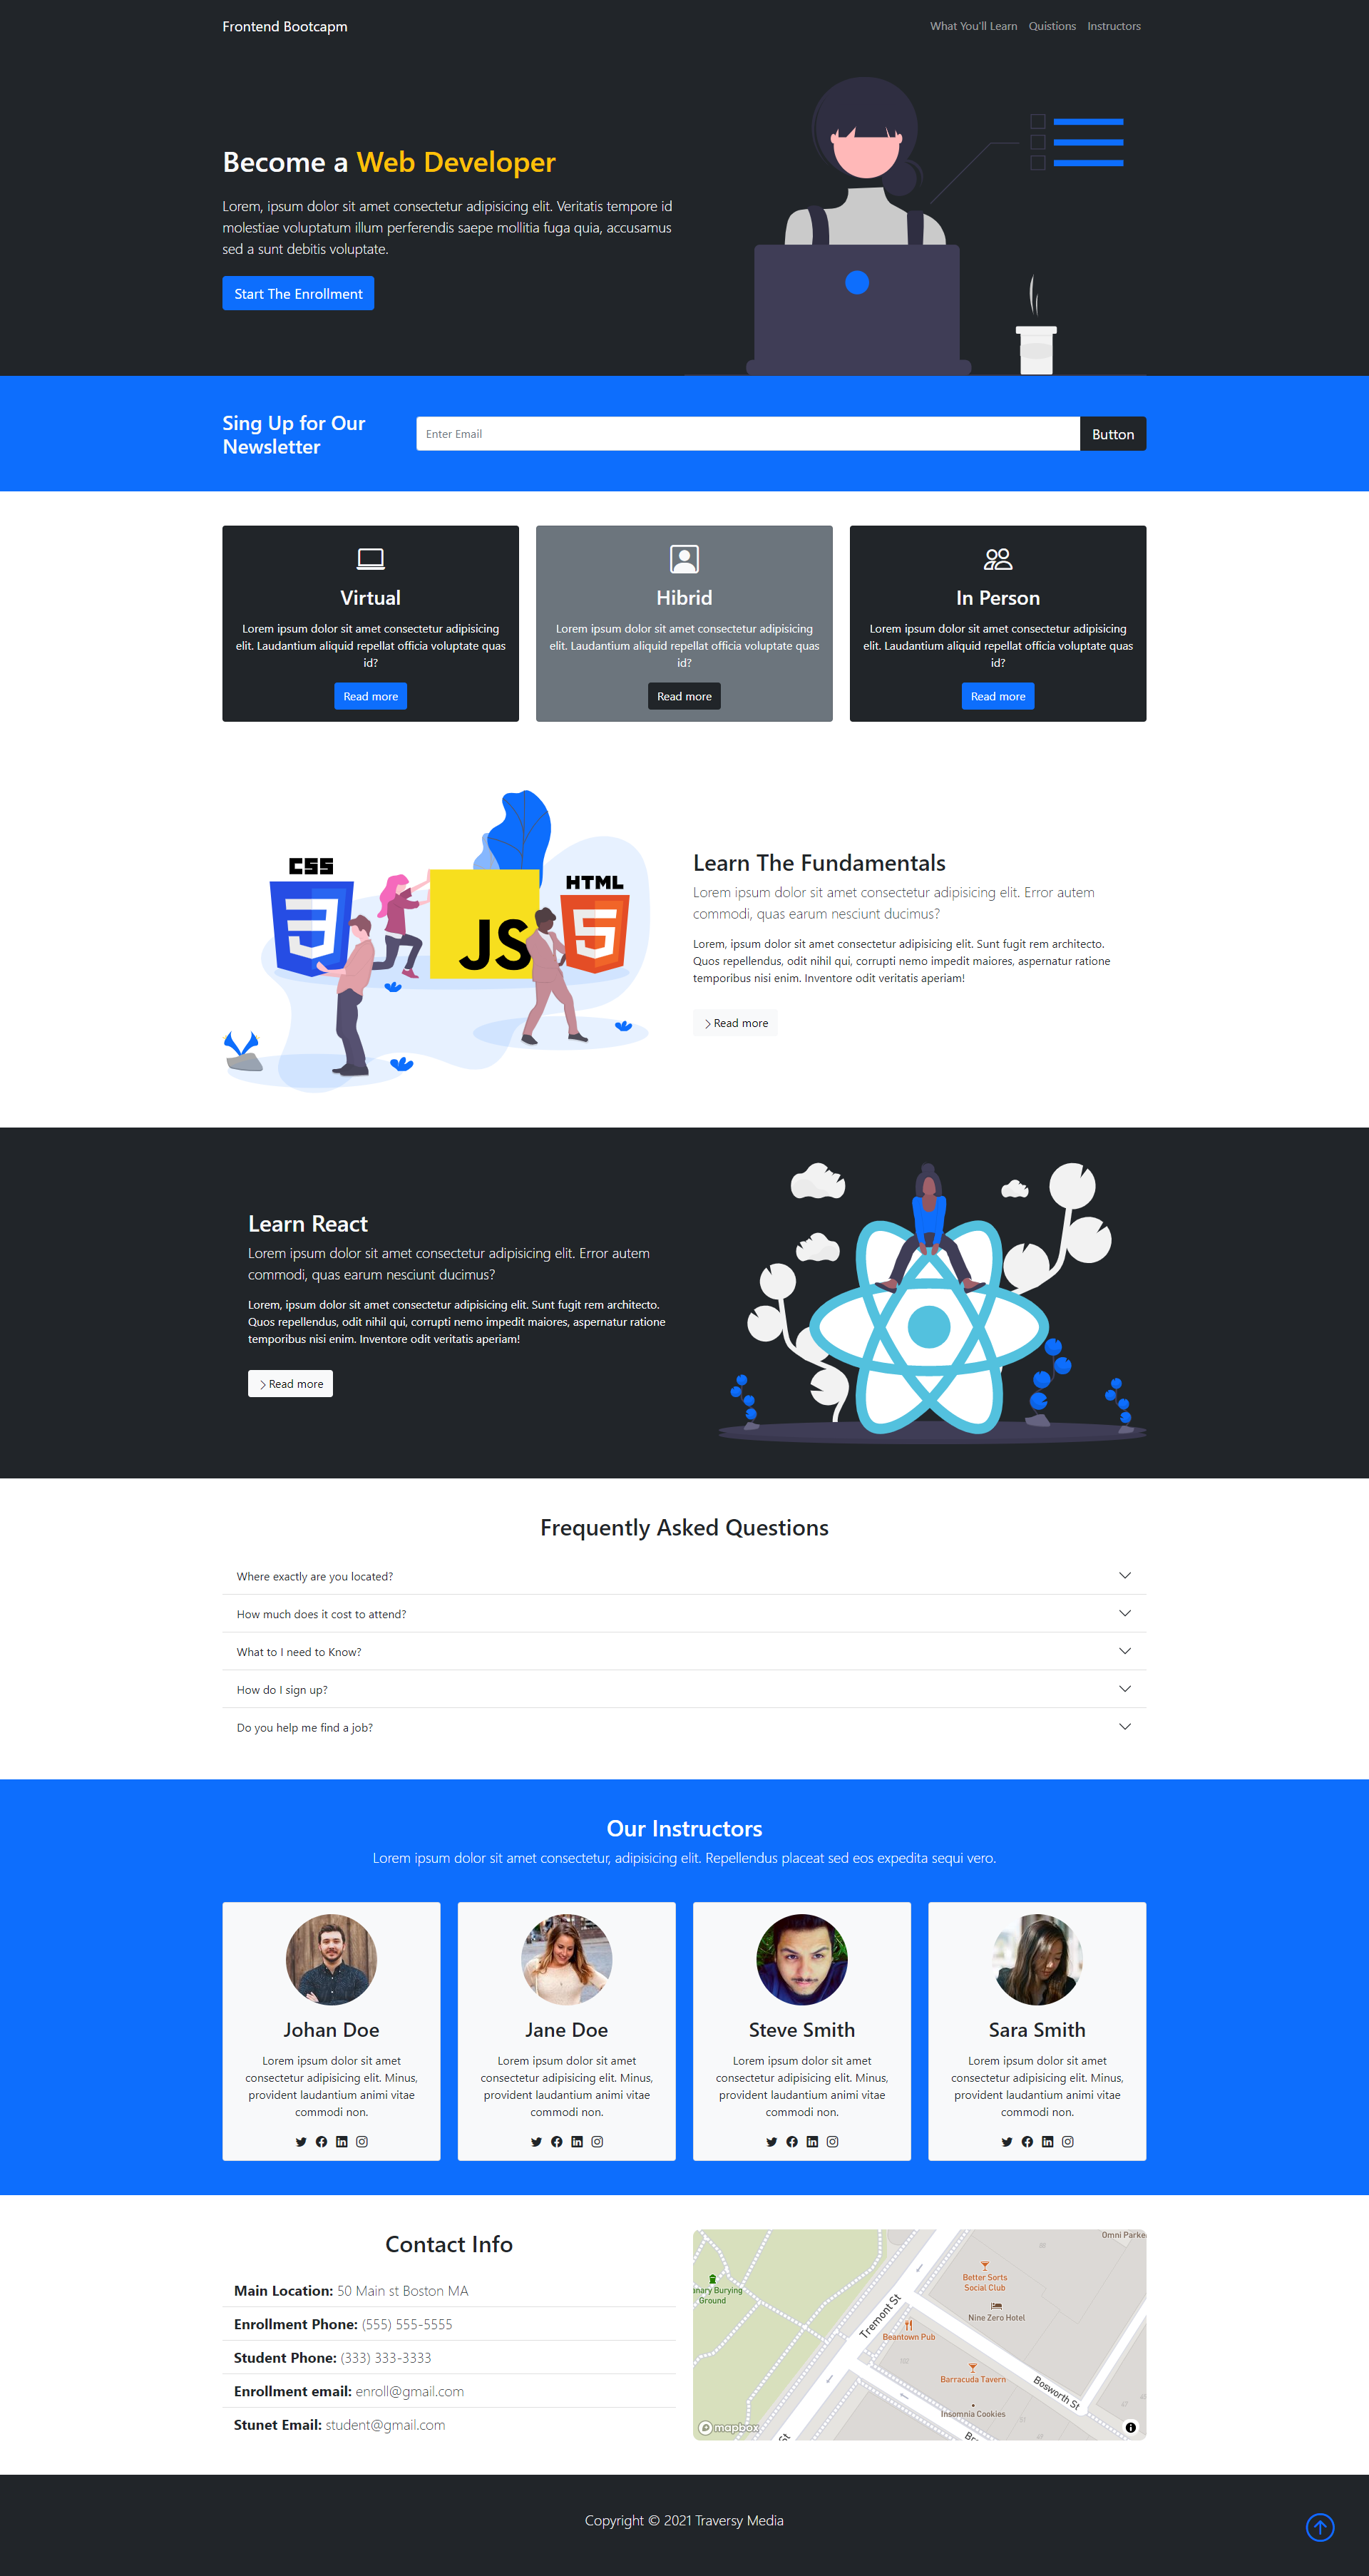 Frontend Bootcapm
What You'll Learn Quistions Instructors
Become a Web Developer
Lorem, ipsum dolor sit amet consectetur adipisicing elit. Veritatis tempore id
molestiae voluptatum illum perferendis saepe mollitia fuga quia, accusamus
sed a sunt debitis voluptate.
Start The Enrollment
Sing Up for Our
Newsletter
Enter Email
Button
Virtual
Lorem ipsum dolor sit amet consectetur adipisicing
elit. Laudantium aliquid repellat officia voluptate quas
id?
Read more
Hibrid
Lorem ipsum dolor sit amet consectetur adipisicing
elit. Laudantium aliquid repellat officia voluptate quas
id?
Read more
In Person
Lorem ipsum dolor sit amet consectetur adipisicing
elit. Laudantium aliquid repellat officia voluptate quas
id?
Read more
CSS
3
JS
HTML
5
Learn The Fundamentals
Lorem ipsum dolor sit amet consectetur adipisicing elit. Error autem
commodi, quas earum nesciunt ducimus?
Lorem, ipsum dolor sit amet consectetur adipisicing elit. Sunt fugit rem architecto.
Quos repellendus, odit nihil qui, corrupti nemo impedit maiores, aspernatur ratione
temporibus nisi enim. Inventore odit veritatis aperiam!
Read more
Learn React
Lorem ipsum dolor sit amet consectetur adipisicing elit. Error autem
commodi, quas earum nesciunt ducimus?
Lorem, ipsum dolor sit amet consectetur adipisicing elit. Sunt fugit rem architecto.
Quos repellendus, odit nihil qui, corrupti nemo impedit maiores, aspernatur ratione
temporibus nisi enim. Inventore odit veritatis aperiam!
Read more
Frequently Asked Questions
Where exactly are you located?
How much does it cost to attend?
What to I need to Know?
How do I sign up?
Do you help me find a job?
Our Instructors
Lorem ipsum dolor sit amet consectetur, adipisicing elit. Repellendus placeat sed eos expedita sequi vero.
Johan Doe
Lorem ipsum dolor sit amet
consectetur adipisicing elit. Minus,
provident laudantium animi vitae
commodi non.
Jane Doe
Lorem ipsum dolor sit amet
consectetur adipisicing elit. Minus,
provident laudantium animi vitae
commodi non.
Steve Smith
Lorem ipsum dolor sit amet
consectetur adipisicing elit. Minus,
provident laudantium animi vitae
commodi non.
Sara Smith
Lorem ipsum dolor sit amet
consectetur adipisicing elit. Minus,
provident laudantium animi vitae
commodi non.
Contact Info
Main Location: 50 Main st Boston MA
Enrollment Phone: (555) 555-5555
Student Phone: (333) 333-3333
Enrollment email: enroll@gmail.com
Stunet Email: student@gmail.com
Omni Parke
Better Sorts
Social Club
Nine Zero Hotel
anary Burying
Ground
Tremont St
Beantown Pub
Barracuda Tavern
Bosworth St
Insomnia Cookies
mapbox
St
Copyright © 2021 Traversy Media